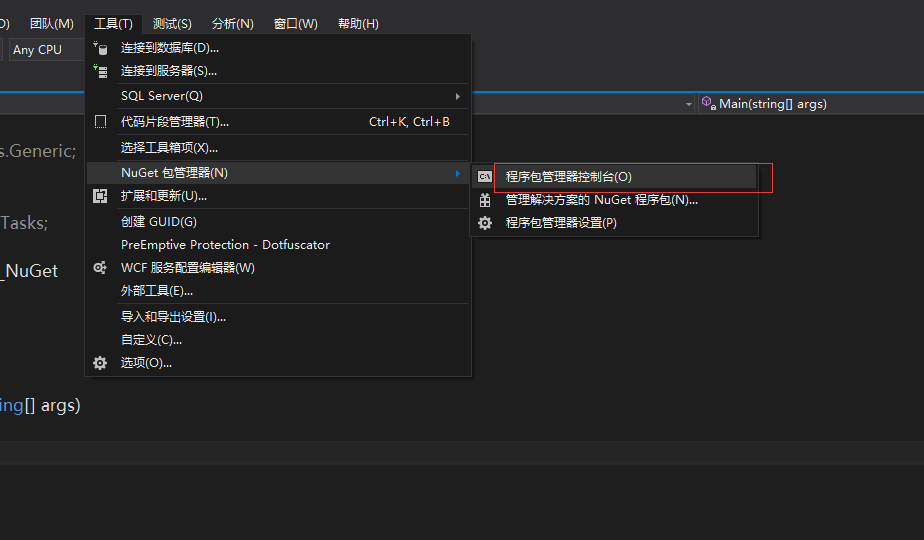 O) 团队(M) 工具(T) 测试(S) 分析(N) 窗口(W) 帮助(H)
Any CPU
连接到数据库(D)...
连接到服务器(S)...
SQL Server(Q)
Main(string[] args)
代码片段管理器(T)... Ctrl+K, Ctrl+B
选择工具箱项(X)...
s.Generic;
NuGet 包管理器(N)
程序包管理器控制台(O)
扩展和更新(U)...
管理解决方案的 NuGet 程序包(N)...
创建 GUID(G)
程序包管理器设置(P)
Tasks;
PreEmptive Protection - Dotfuscator
WCF 服务配置编辑器(W)
_NuGet
外部工具(E)...
导入和导出设置(I)...
自定义(C)...
选项(O)...
ing[] args)